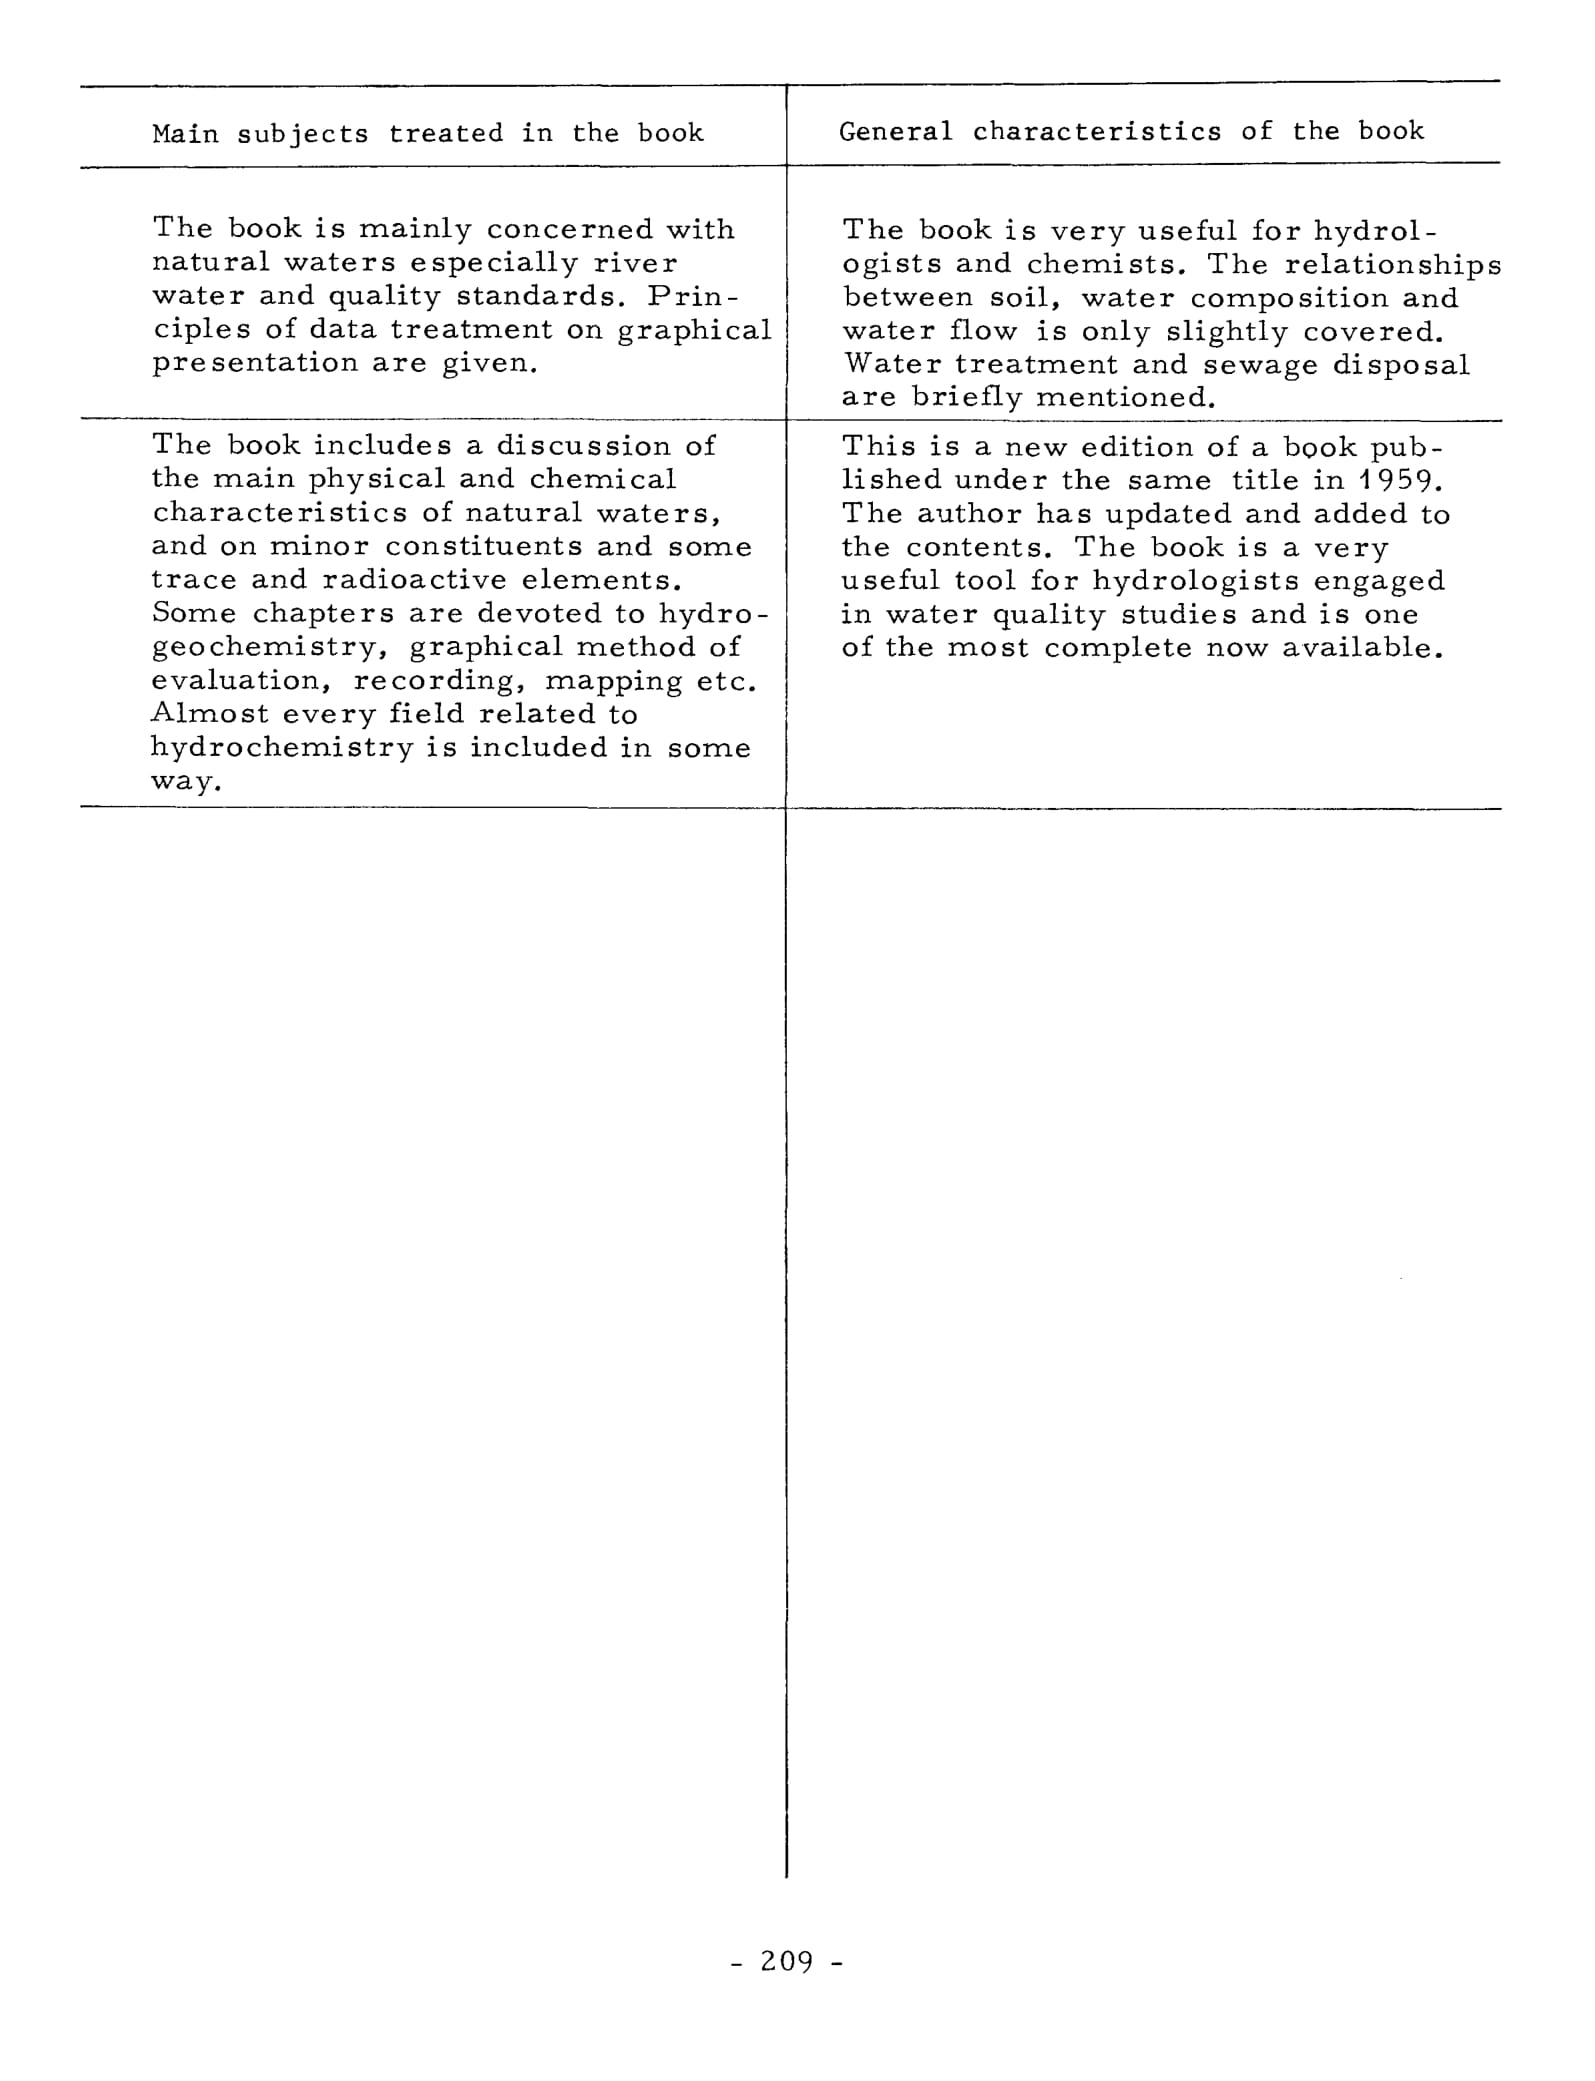 Main subjects treated in the book
General characteristics of the book
The book is mainly concerned with
natural waters especially river
water and quality standards. Prin-
ciples of data treatment on graphical
presentation are given.
The book is very useful for hydrol-
ogists and chemists. The relationships
between soil, water composition and
water flow is only slightly covered.
Water treatment and sewage disposal
are briefly mentioned.
The book includes a discussion of
the main physical and chemical
characteristics of natural waters,
and on minor constituents and some
trace and radioactive elements.
Some chapters are devoted to hydro-
geochemistry, graphical method of
evaluation, recording, mapping etc.
Almost every field related to
hydrochemistry is included in some
way.
This is a new edition of a book pub-
lished under the same title in 1959.
The author has updated and added to
the contents. The book is a very
useful tool for hydrologists engaged
in water quality studies and is one
of the most complete now available.
- 209 -